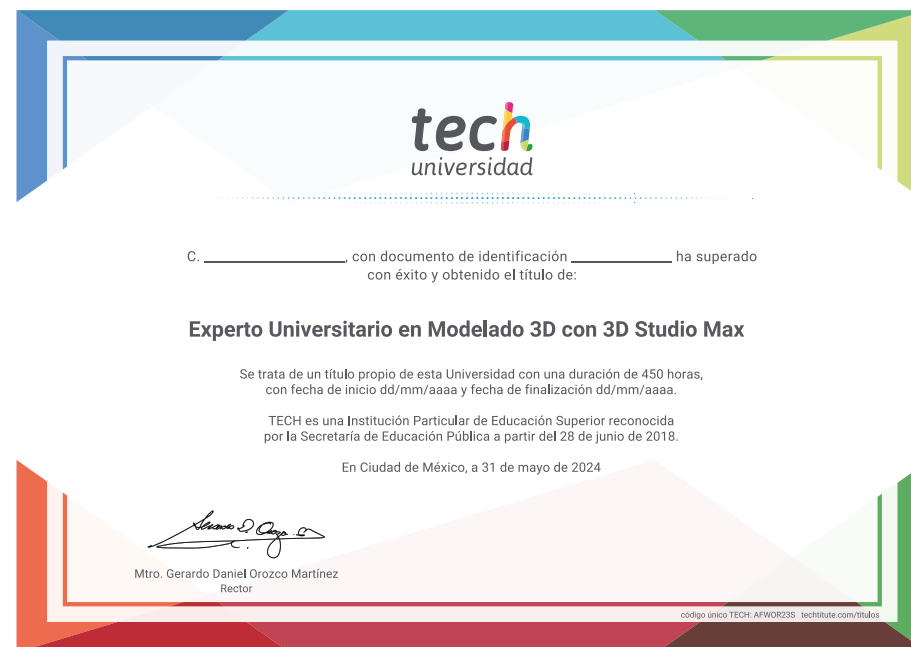 tech
universidad
C. ____________, con documento de identificación ____________ ha superado
con éxito y obtenido el título de:
Experto Universitario en Modelado 3D con 3D Studio Max
Se trata de un título propio de esta Universidad con una duración de 450 horas,
con fecha de inicio dd/mm/aaaa y fecha de finalización dd/mm/aaaa.
TECH es una Institución Particular de Educación Superior reconocida
por la Secretaría de Educación Pública a partir del 28 de junio de 2018.
En Ciudad de México, a 31 de mayo de 2024
Mtro. Gerardo Daniel Orozco Martínez
Rector
código único TECH: AFWOR23S techtitute.com/titulos